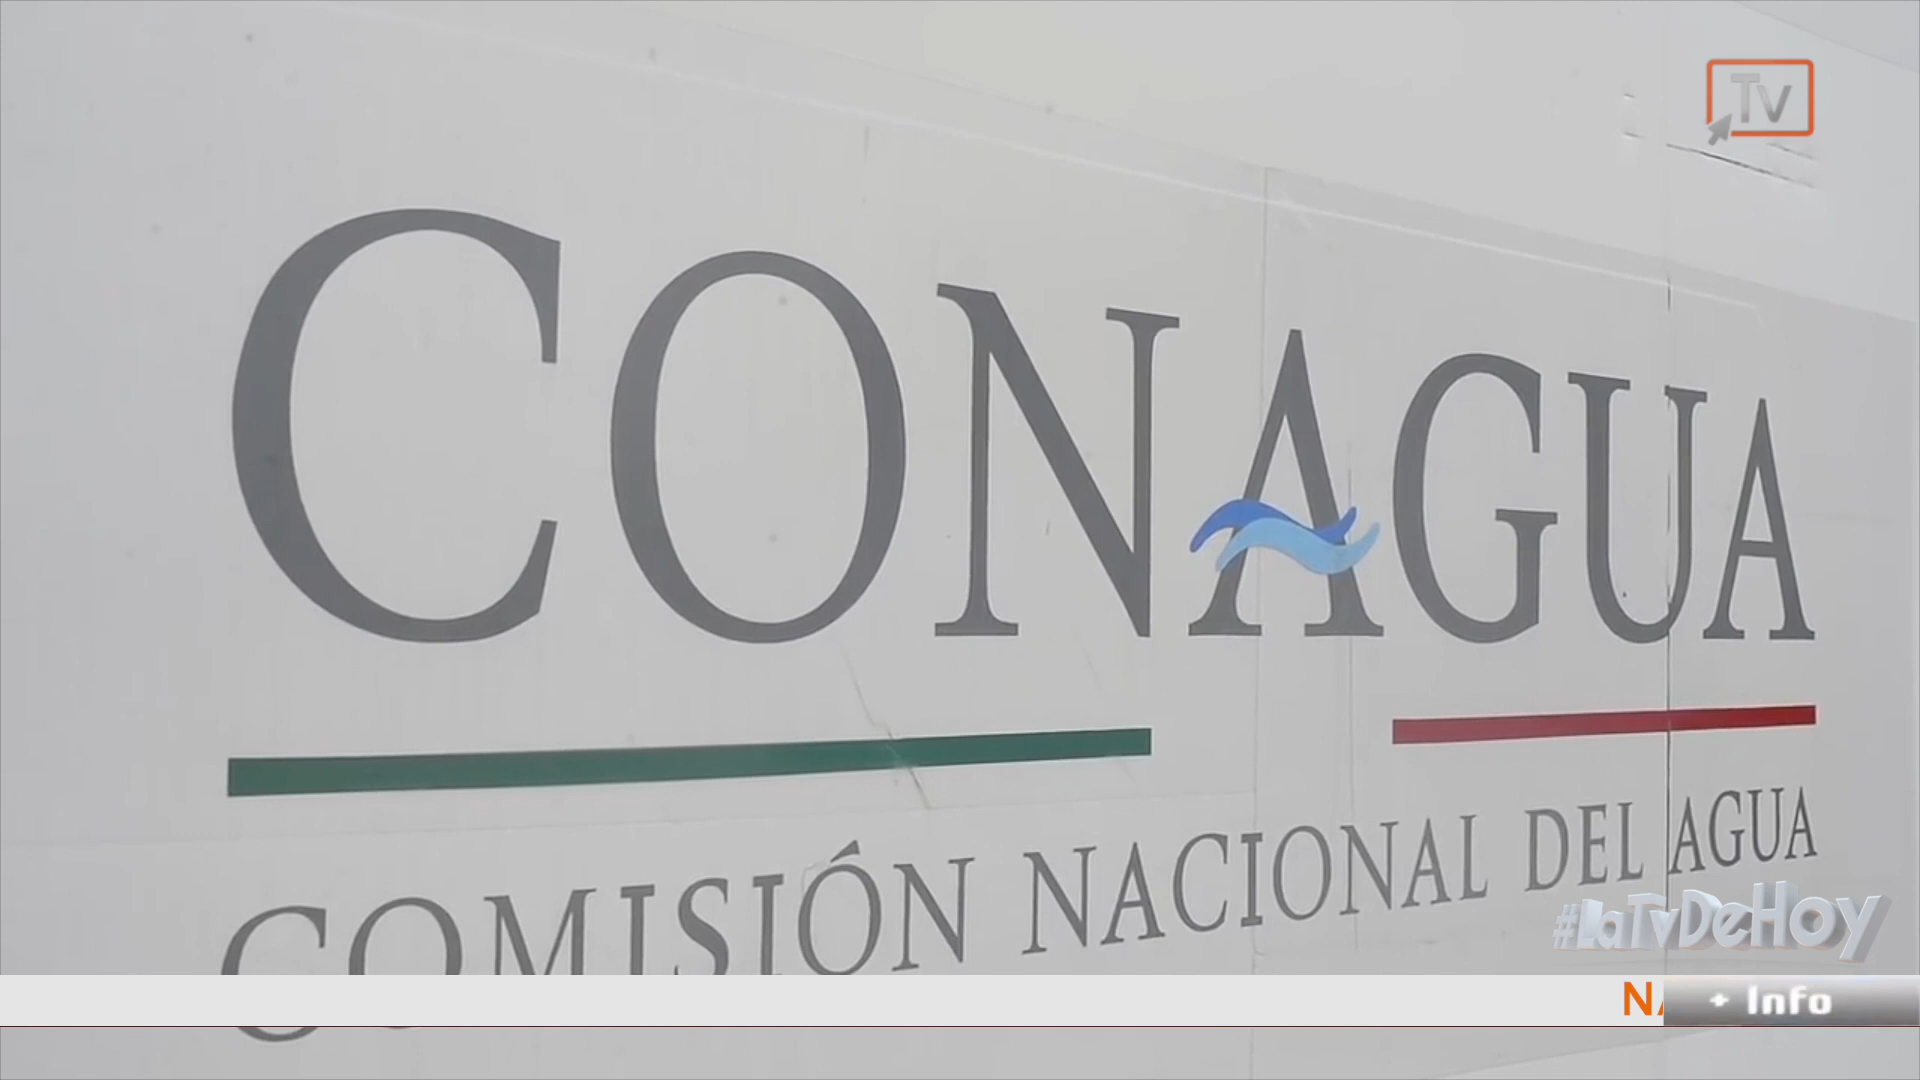 Tv
CONAGUA
COMISIÓN NACIONAL DEL AGUA
#LaTvDeHoy
+ Info